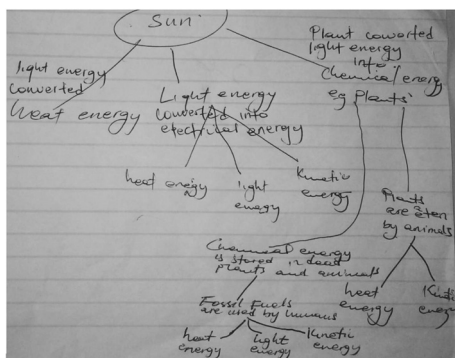 Sun
light energy
converted
heat energy
Light energy
converted into
electrical energy
Plant converted
light energy
into
Chemical energy
eg plants
heat energy
light
energy
Kinetic
energy
Plants
are eten
by animals
Chemical energy
is stored in dead
plants and animals
heat
energy
Kinetic
energy
Fossil Fuels
are used by humans
heat
energy
light
energy
Kinetic
energy